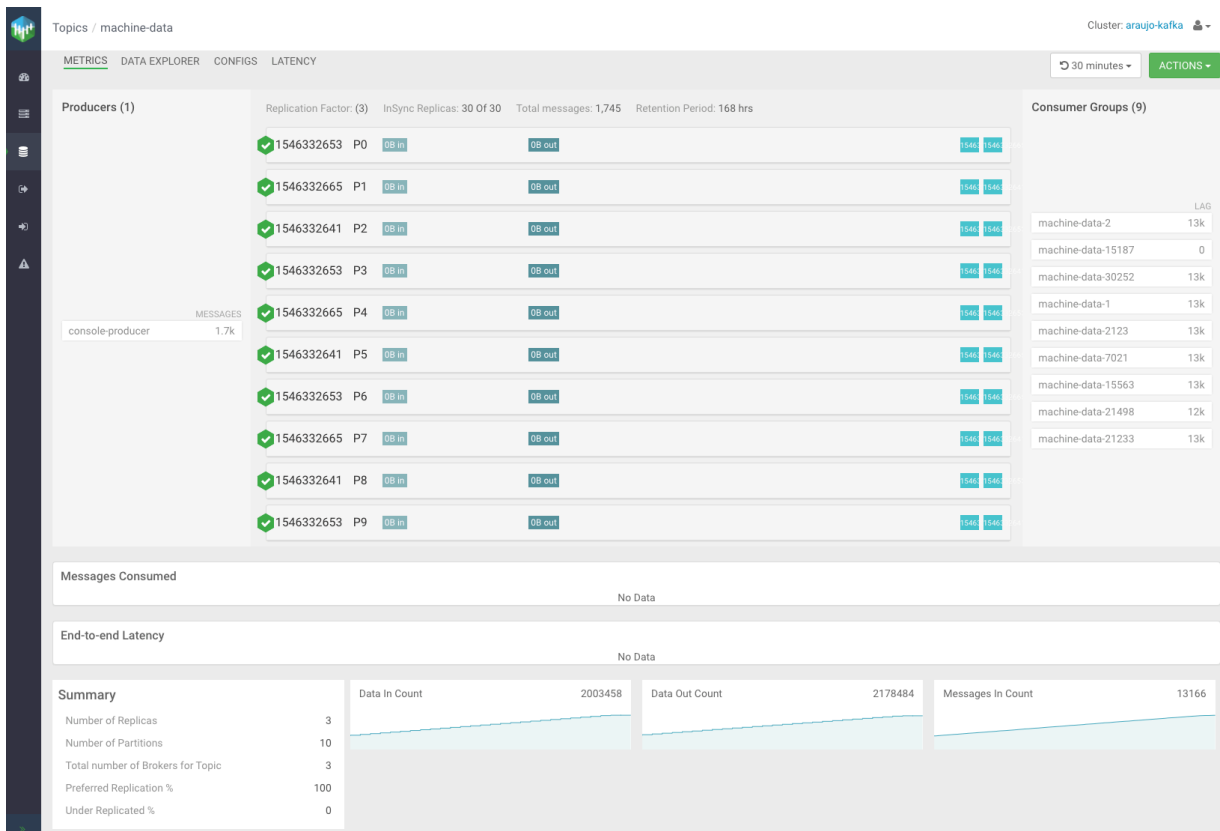 Topics / machine-data
Cluster: araujo-kafka
METRICS DATA EXPLORER CONFIGS LATENCY
30 minutes
ACTIONS
Producers (1)
Replication Factor: (3) InSync Replicas: 30 Of 30 Total messages: 1,745 Retention Period: 168 hrs
Consumer Groups (9)
MESSAGES
console-producer 1.7k
1546332653 P0 0B in 0B out
1546332665 P1 0B in 0B out
1546332641 P2 0B in 0B out
1546332653 P3 0B in 0B out
1546332665 P4 0B in 0B out
1546332641 P5 0B in 0B out
1546332653 P6 0B in 0B out
1546332665 P7 0B in 0B out
1546332641 P8 0B in 0B out
1546332653 P9 0B in 0B out
LAG
machine-data-2 13k
machine-data-15187 0
machine-data-30252 13k
machine-data-1 13k
machine-data-2123 13k
machine-data-7021 13k
machine-data-15563 13k
machine-data-21498 12k
machine-data-21233 13k
Messages Consumed
No Data
End-to-end Latency
No Data
Summary
Number of Replicas 3
Number of Partitions 10
Total number of Brokers for Topic 3
Preferred Replication % 100
Under Replicated % 0
Data In Count 2003458
Data Out Count 2178484
Messages In Count 13166